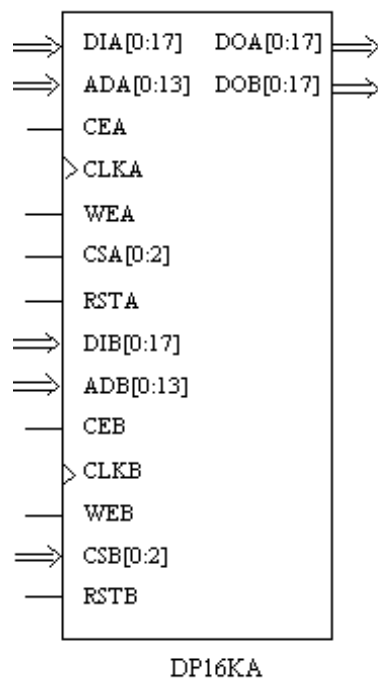 DIA[0:17] DOA[0:17]
ADA[0:13] DOB[0:17]
CEA
CLKA
WEA
CSA[0:2]
RSTA
DIB[0:17]
ADB[0:13]
CEB
CLKB
WEB
CSB[0:2]
RSTB
DP16KA